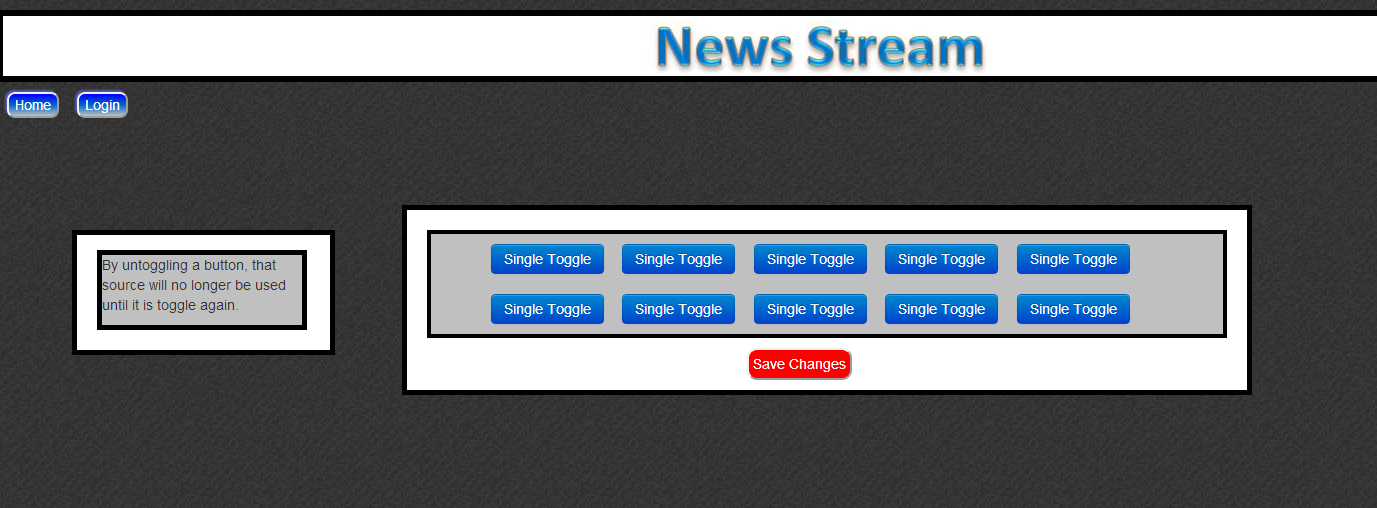 News Stream
Home Login
By untoggling a button, that
source will no longer be used
until it is toggle again.
Single Toggle Single Toggle Single Toggle Single Toggle Single Toggle
Single Toggle Single Toggle Single Toggle Single Toggle Single Toggle
Save Changes